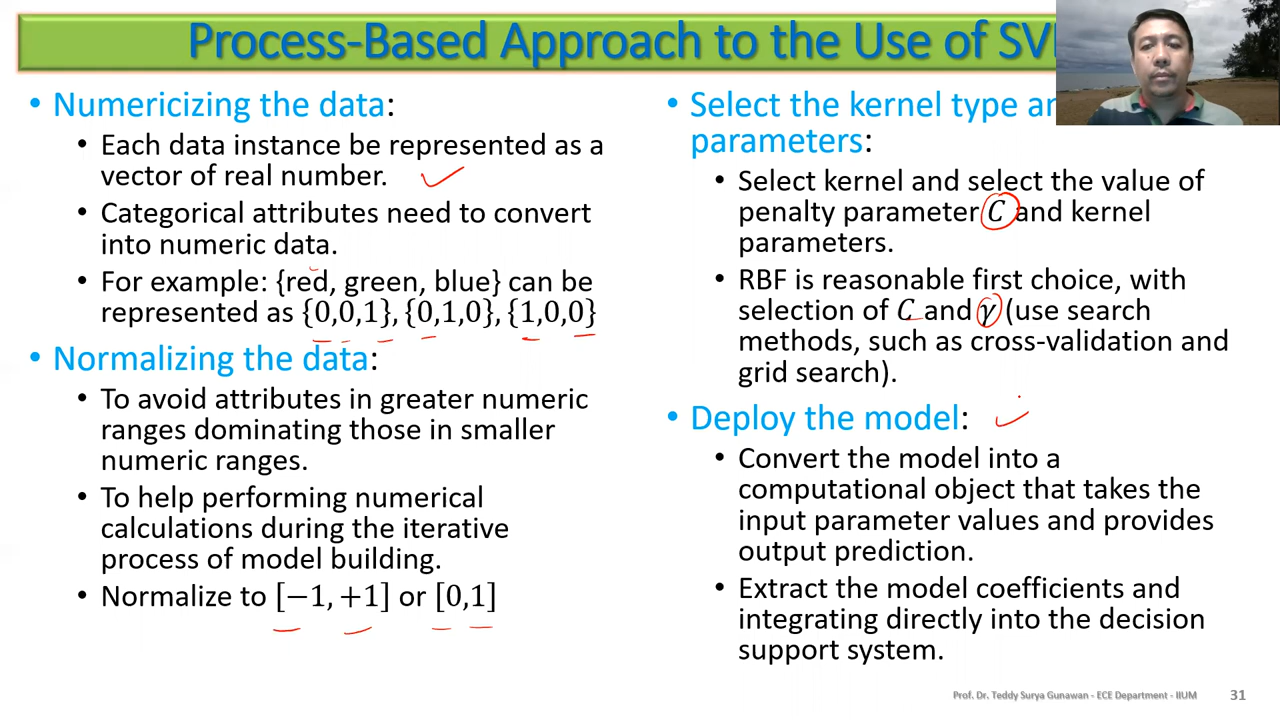 Process-Based Approach to the Use of SV
• Numericizing the data:
• Each data instance be represented as a
vector of real number.
• Categorical attributes need to convert
into numeric data.
• For example: {red, green, blue} can be
represented as {0,0,1}, {0,1,0}, {1,0,0}
• Normalizing the data:
• To avoid attributes in greater numeric
ranges dominating those in smaller
numeric ranges.
• To help performing numerical
calculations during the iterative
process of model building.
• Normalize to [−1, +1] or [0,1]
• Select the kernel type a
parameters:
• Select kernel and select the value of
penalty parameter C and kernel
parameters.
• RBF is reasonable first choice, with
selection of C and γ (use search
methods, such as cross-validation and
grid search).
• Deploy the model:
• Convert the model into a
computational object that takes the
input parameter values and provides
output prediction.
• Extract the model coefficients and
integrating directly into the decision
support system.
Prof. Dr. Teddy Surya Gunawan - ECE Department - IIUM 31